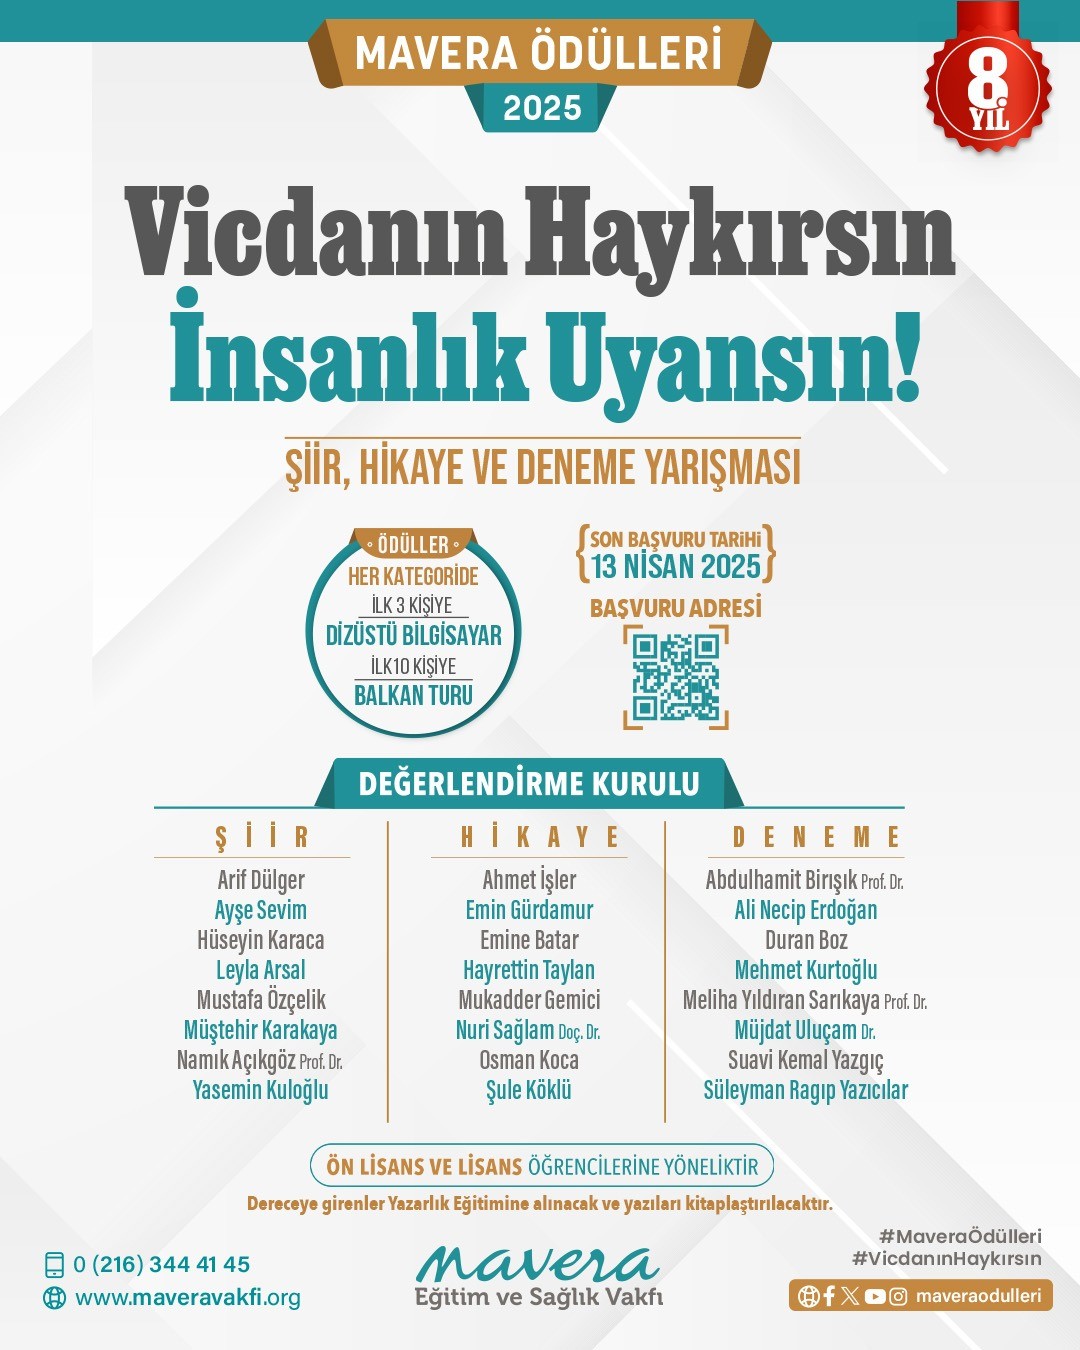 MAVERA ÖDÜLLERİ
2025
8.
YIL
Vicdanın Haykırsın
İnsanlık Uyansın!
ŞİİR, HİKAYE VE DENEME YARIŞMASI
ÖDÜLLER
HER KATEGORİDE
İLK 3 KİŞİYE
DİZÜSTÜ BİLGİSAYAR
İLK10 KİŞİYE
BALKAN TURU
SON BAŞVURU TARİHİ
13 NİSAN 2025
BAŞVURU ADRESİ
DEĞERLENDİRME KURULU
ŞİİR
Arif Dülger
Ayşe Sevim
Hüseyin Karaca
Leyla Arsal
Mustafa Özçelik
Müştehir Karakaya
Namık Açıkgöz Prof. Dr.
Yasemin Kuloğlu
HİKAYE
Ahmet İşler
Emin Gürdamur
Emine Batar
Hayrettin Taylan
Mukadder Gemici
Nuri Sağlam Doç. Dr.
Osman Koca
Şule Köklü
DENEME
Abdulhamit Birışık Prof. Dr.
Ali Necip Erdoğan
Duran Boz
Mehmet Kurtoğlu
Meliha Yıldıran Sarıkaya Prof. Dr.
Müjdat Uluçam Dr.
Suavi Kemal Yazgıç
Süleyman Ragıp Yazıcılar
ÖN LİSANS VE LİSANS ÖĞRENCİLERİNE YÖNELİKTİR
Dereceye girenler Yazarlık Eğitimine alınacak ve yazıları kitaplaştırılacaktır.
0 (216) 344 41 45
www.maveravakfi.org
mavera
Eğitim ve Sağlık Vakfı
#MaveraÖdülleri
#VicdanınHaykırsın
maveraodulleri